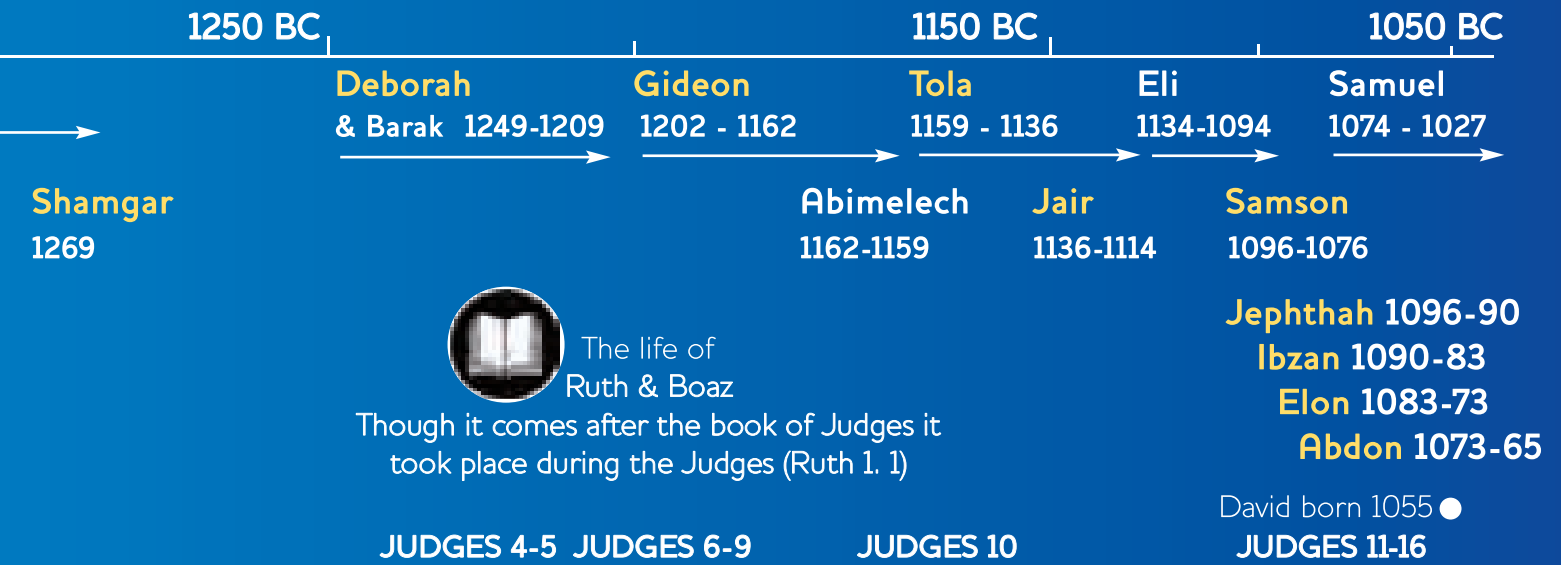 1250 BC 1150 BC 1050 BC
Deborah Gideon Tola Eli Samuel
& Barak 1249-1209 1202 - 1162 1159 - 1136 1134-1094 1074 - 1027
Shamgar Abimelech Jair Samson
1269 1162-1159 1136-1114 1096-1076
Jephthah 1096-90
Ibzan 1090-83
Elon 1083-73
Abdon 1073-65
The life of
Ruth & Boaz
Though it comes after the book of Judges it
took place during the Judges (Ruth 1. 1)
David born 1055
JUDGES 4-5 JUDGES 6-9 JUDGES 10 JUDGES 11-16